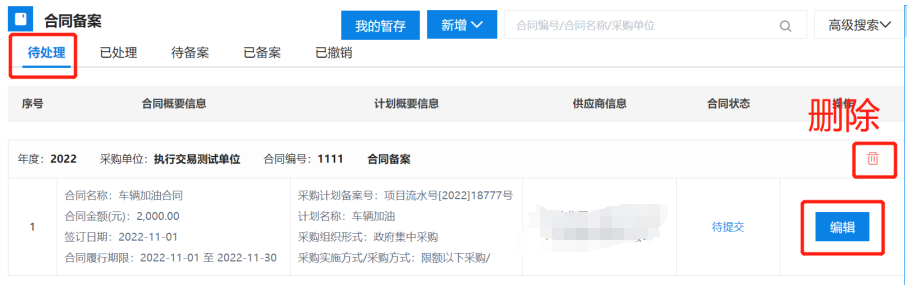 合同备案
我的暂存 新增 合同编号/合同名称/采购单位 高级搜索
待处理 已处理 待备案 已备案 已撤销
序号 合同概要信息 计划概要信息 供应商信息 合同状态
删除
年度：2022 采购单位：执行交易测试单位 合同编号：1111 合同备案
合同名称：车辆加油合同 采购计划备案号：项目流水号[2022]18777号
合同金额(元)：2,000.00 计划名称：车辆加油
1 待提交 编辑
签订日期：2022-11-01 采购组织形式：政府集中采购
合同履行期限：2022-11-01 至 2022-11-30 采购实施方式/采购方式：限额以下采购/